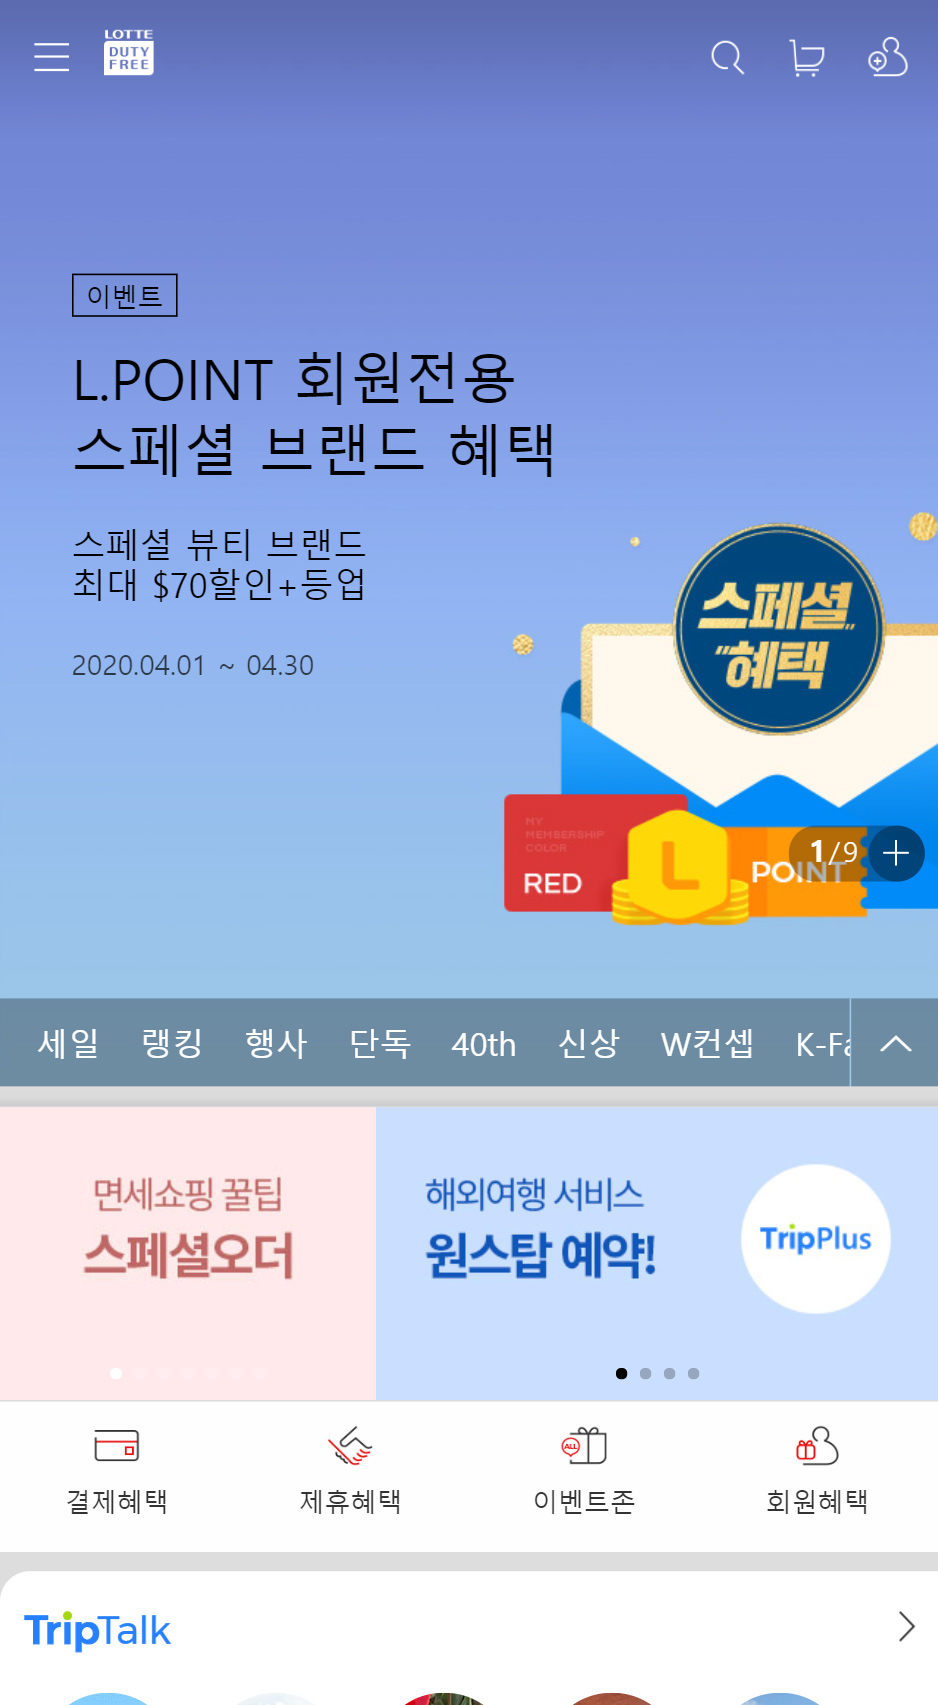 LOTTE
DUTY
FREE
이벤트
L.POINT 회원전용
스페셜 브랜드 혜택
스페셜 뷰티 브랜드
최대 $70할인+등업
2020.04.01 ~ 04.30
스페셜
혜택
MY
MEMBERSHIP
COLOR
RED
L
POINT
1/9
세일 랭킹 행사 단독 40th 신상 W컨셉 K-Fa
면세쇼핑 꿀팁
스페셜오더
해외여행 서비스
원스탑 예약!
TripPlus
ALL
결제혜택 제휴혜택 이벤트존 회원혜택
TripTalk